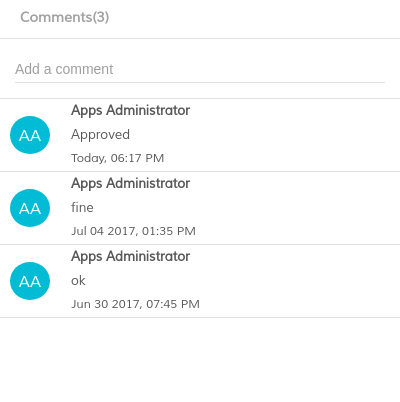 Comments(3)
Add a comment
Apps Administrator
AA
Approved
Today, 06:17 PM
Apps Administrator
AA
fine
Jul 04 2017, 01:35 PM
Apps Administrator
AA
ok
Jun 30 2017, 07:45 PM